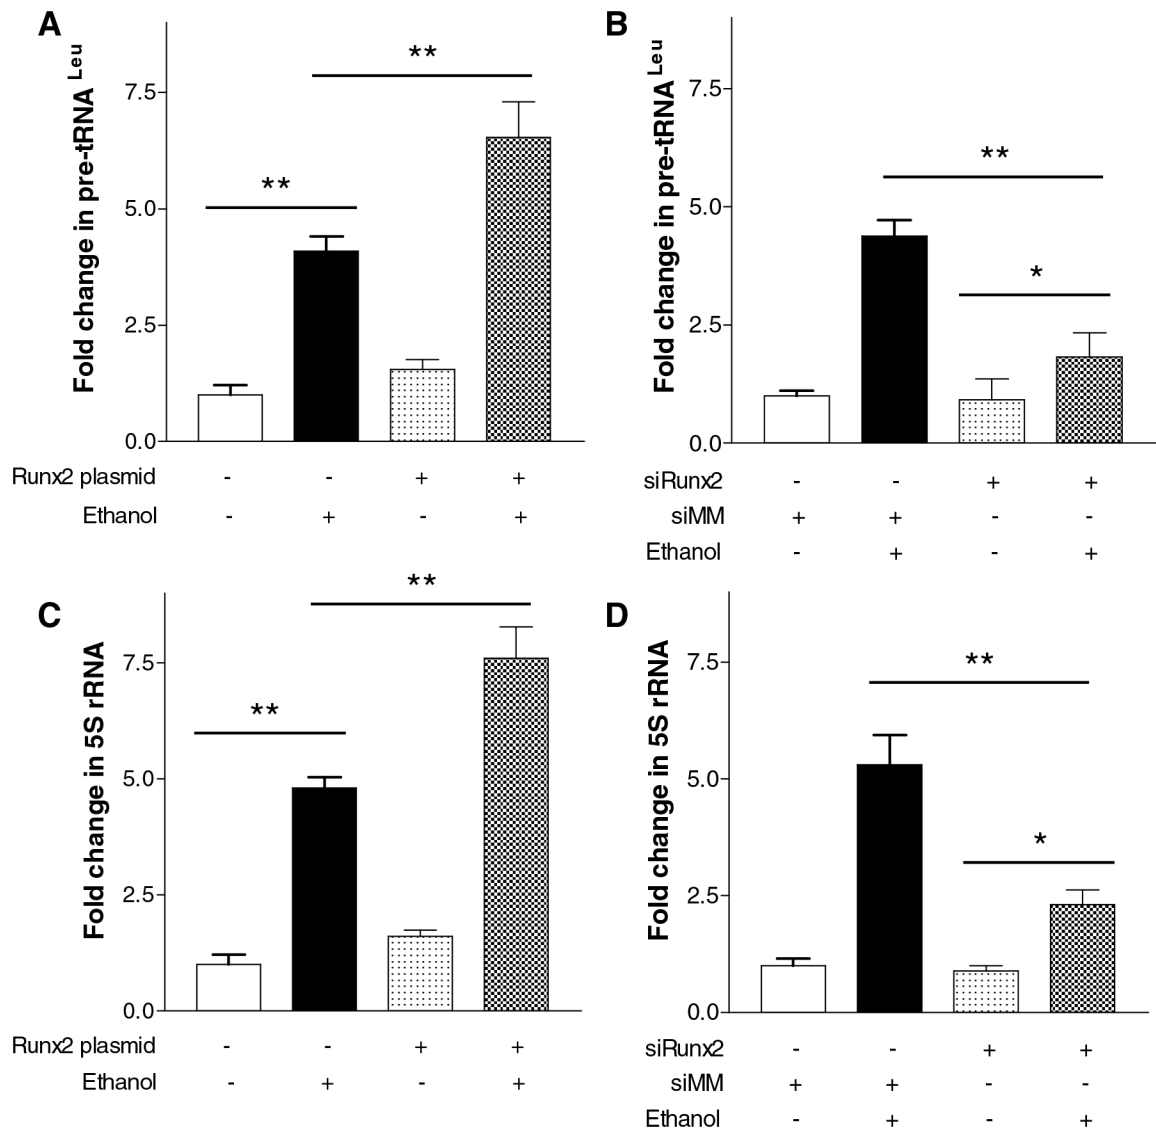 A
Fold change in pre-tRNA Leu
7.5
5.0
2.5
0.0
**
**
Runx2 plasmid - - + +
Ethanol - + - +
B
Fold change in pre-tRNA Leu
7.5
5.0
2.5
0.0
**
*
siRunx2 - - + +
siMM + + - -
Ethanol - + - +
C
Fold change in 5S rRNA
7.5
5.0
2.5
0.0
**
**
Runx2 plasmid - - + +
Ethanol - + - +
D
Fold change in 5S rRNA
7.5
5.0
2.5
0.0
**
*
siRunx2 - - + +
siMM + + - -
Ethanol - + - +